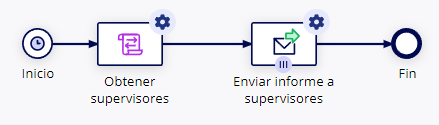 Inicio
Obtener
supervisores
Enviar informe a
supervisores
Fin